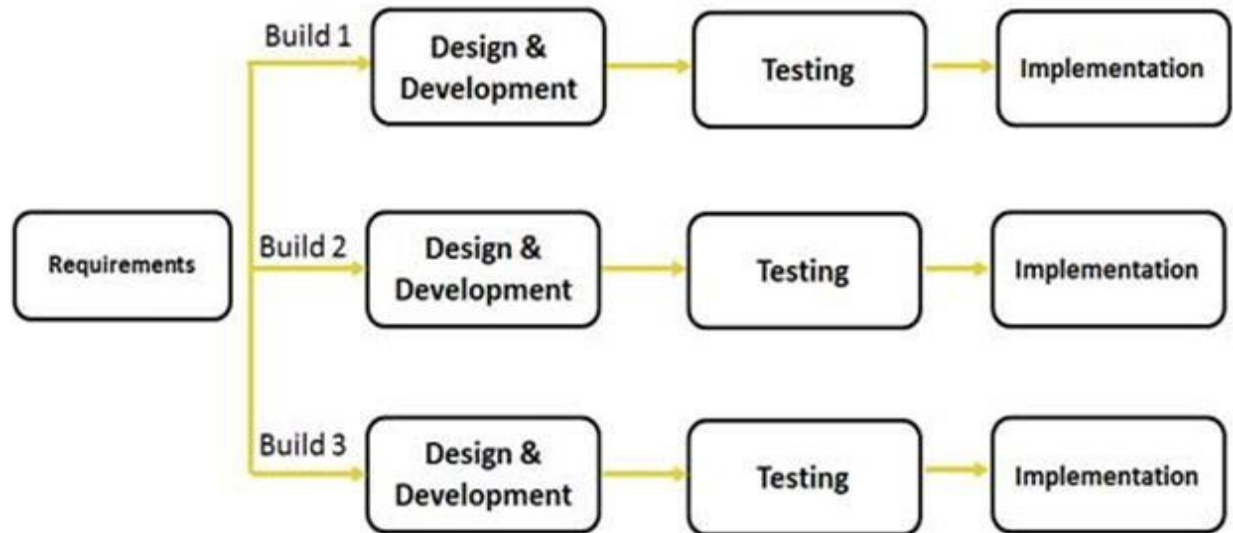 Build 1
Design &
Development
Testing
Implementation
Requirements
Build 2
Design &
Development
Testing
Implementation
Build 3
Design &
Development
Testing
Implementation